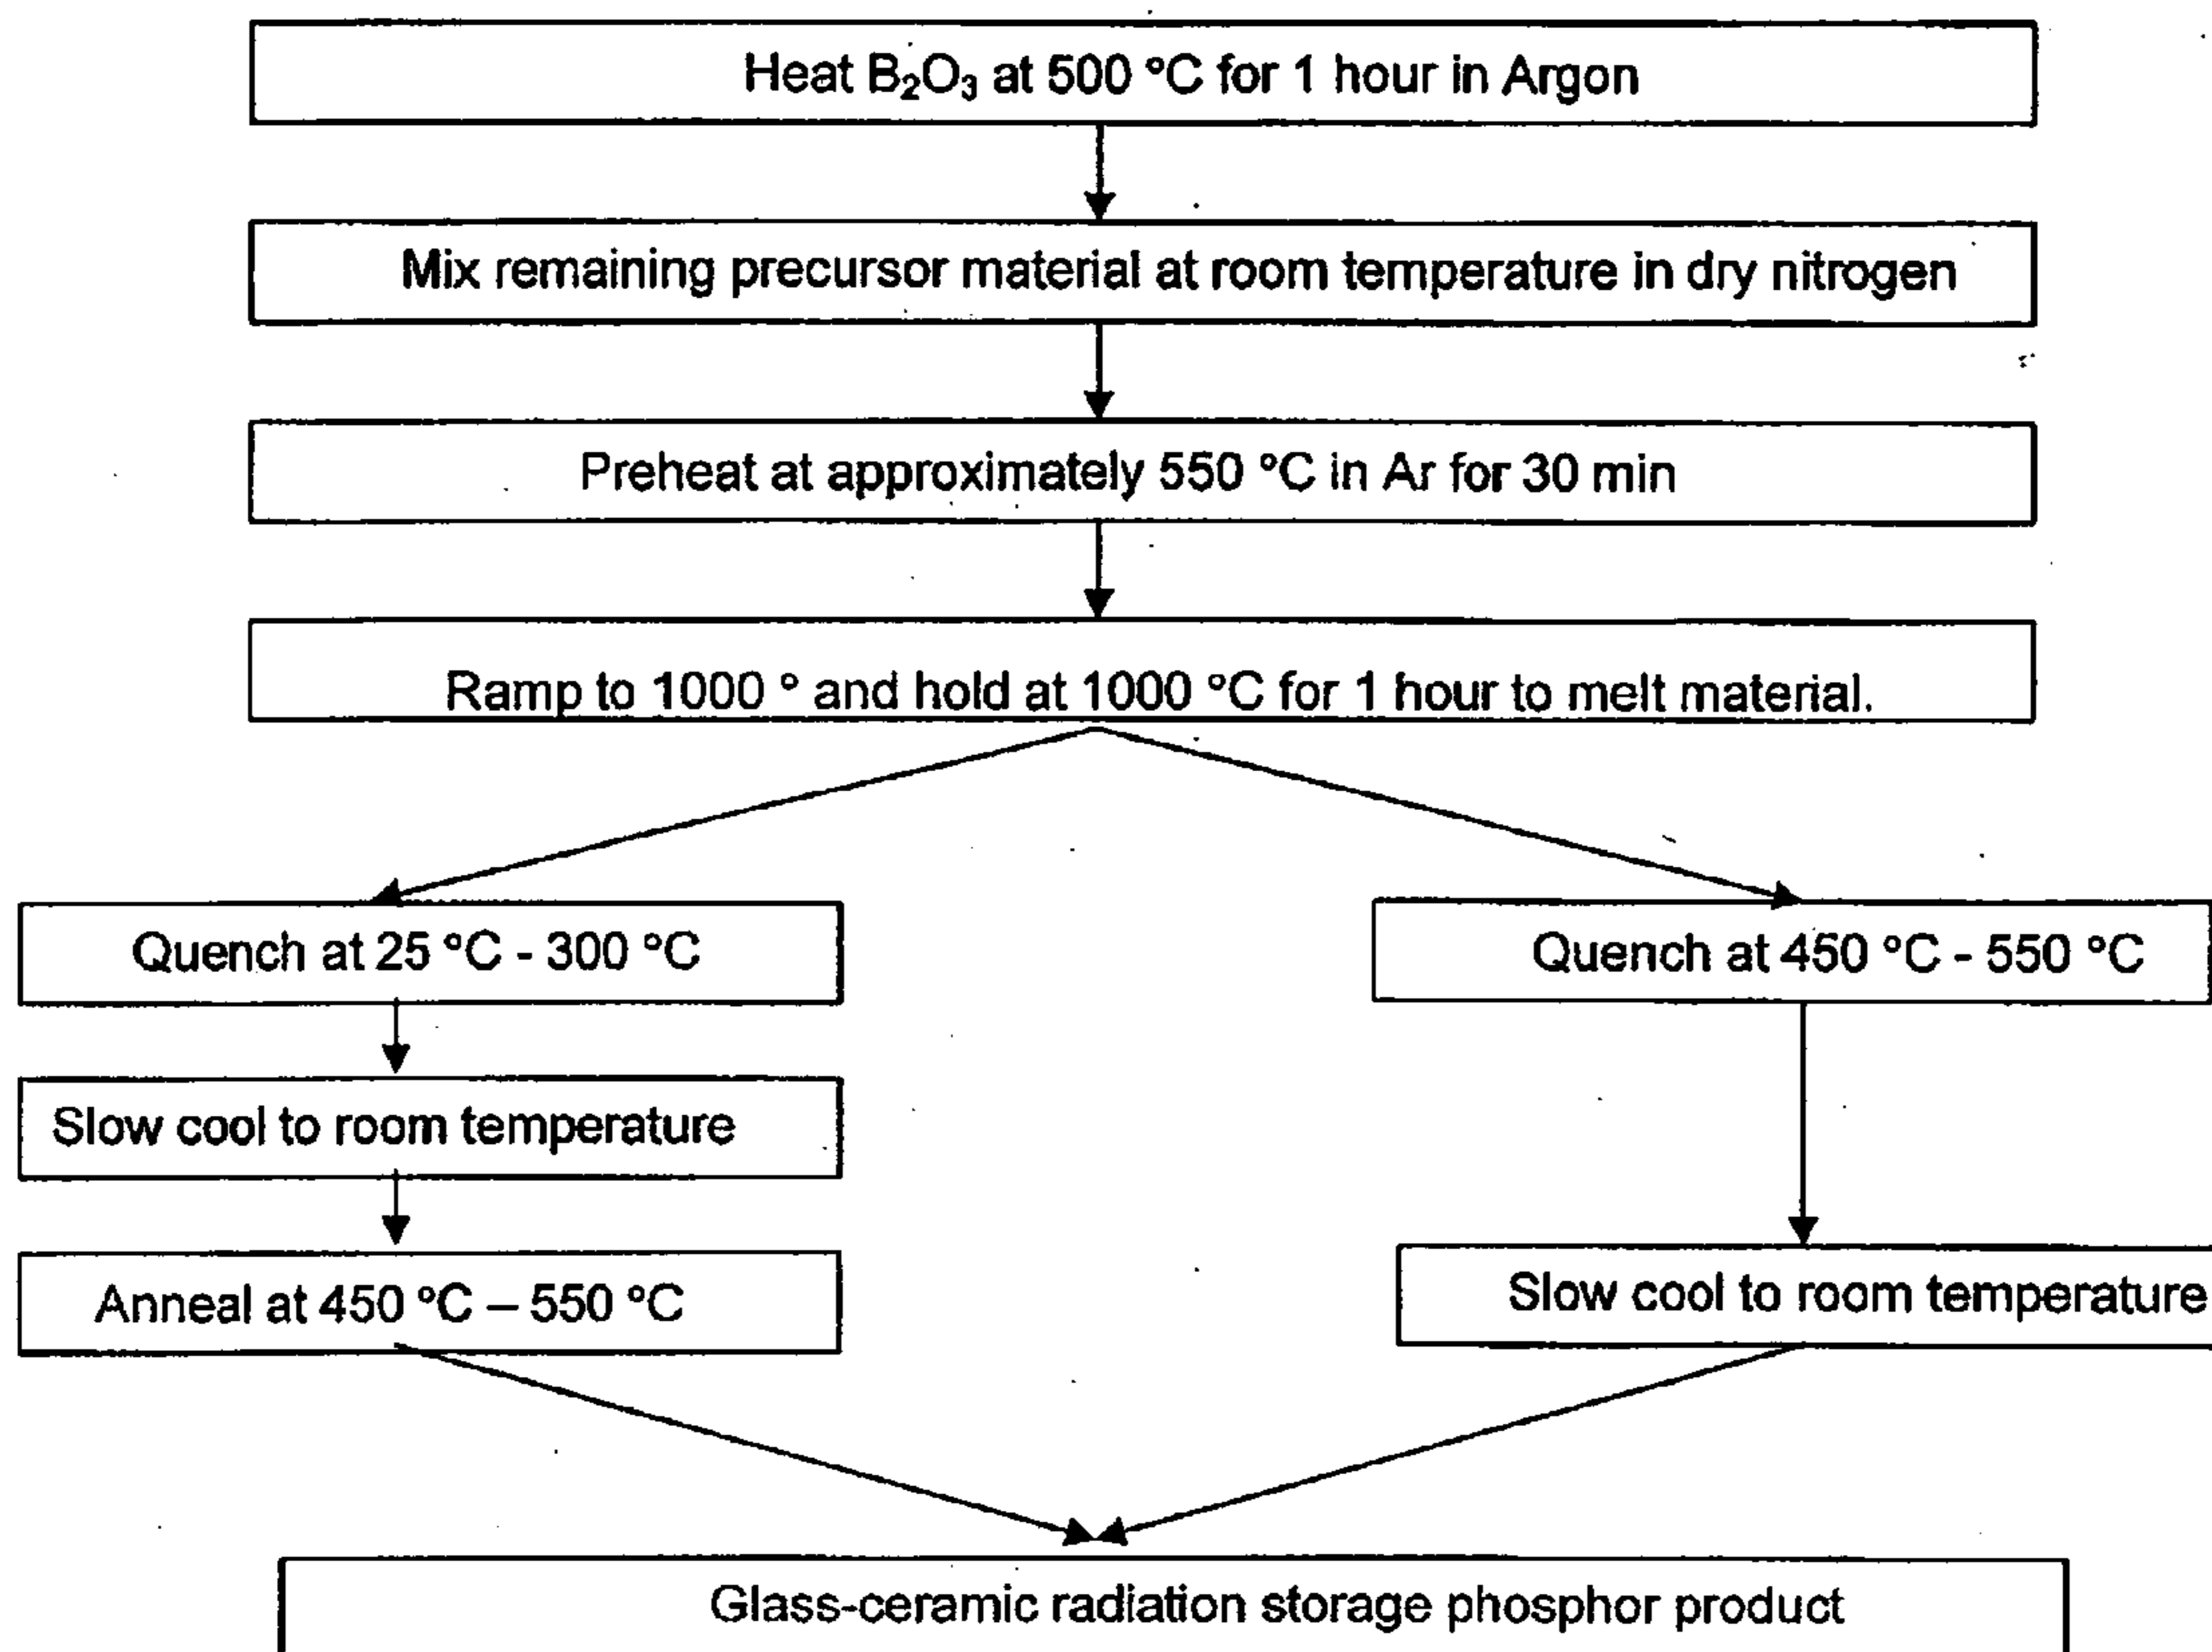 Heat B₂O₃ at 500 °C for 1 hour in Argon
Mix remaining precursor material at room temperature in dry nitrogen
Preheat at approximately 550 °C in Ar for 30 min
Ramp to 1000 ° and hold at 1000 °C for 1 hour to melt material.
Quench at 25 °C - 300 °C
Quench at 450 °C - 550 °C
Slow cool to room temperature
Anneal at 450 °C – 550 °C
Slow cool to room temperature
Glass-ceramic radiation storage phosphor product